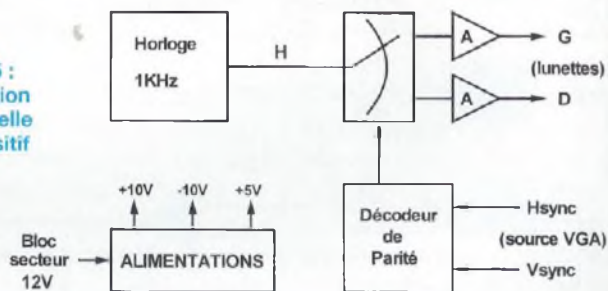 Horloge
1KHz
H
A
G
(lunettes)
A
D
+10V
-10V
+5V
Bloc
secteur
12V
ALIMENTATIONS
Décodeur
de
Parité
Hsync
(source VGA)
Vsync